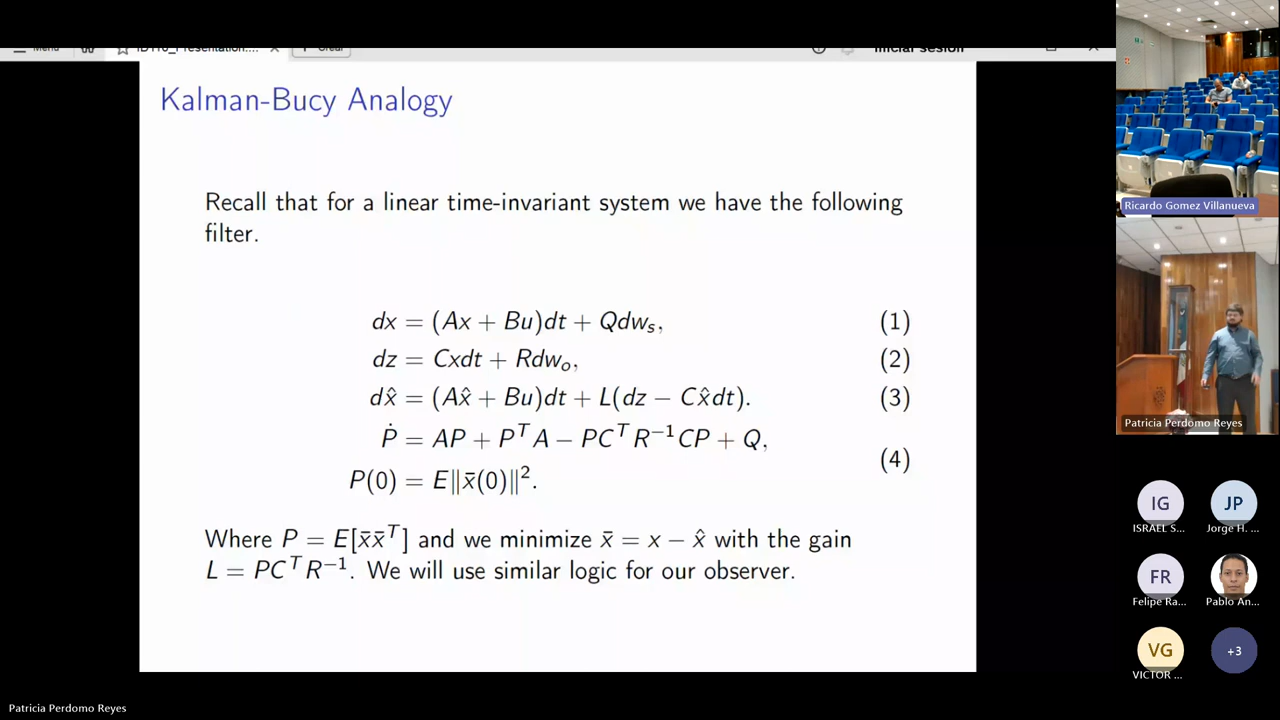 Menú
ID110_Presentation....
+ Crear
Iniciar sesión
Kalman-Bucy Analogy
Recall that for a linear time-invariant system we have the following
filter.
dx = (Ax + Bu)dt + Qdw_s, (1)
dz = Cxdt + Rdw_o, (2)
dx̂ = (Ax̂ + Bu)dt + L(dz − Cx̂dt). (3)
Ṗ = AP + P^T A − PC^T R^{−1} CP + Q,
(4)
P(0) = E‖x̄(0)‖².
Where P = E[x̄x̄^T] and we minimize x̄ = x − x̂ with the gain
L = PC^T R^{−1}. We will use similar logic for our observer.
Ricardo Gomez Villanueva
Patricia Perdomo Reyes
IG
ISRAEL S...
JP
Jorge H. ...
FR
Felipe Ra...
Pablo An...
VG
VICTOR ...
+3
Patricia Perdomo Reyes